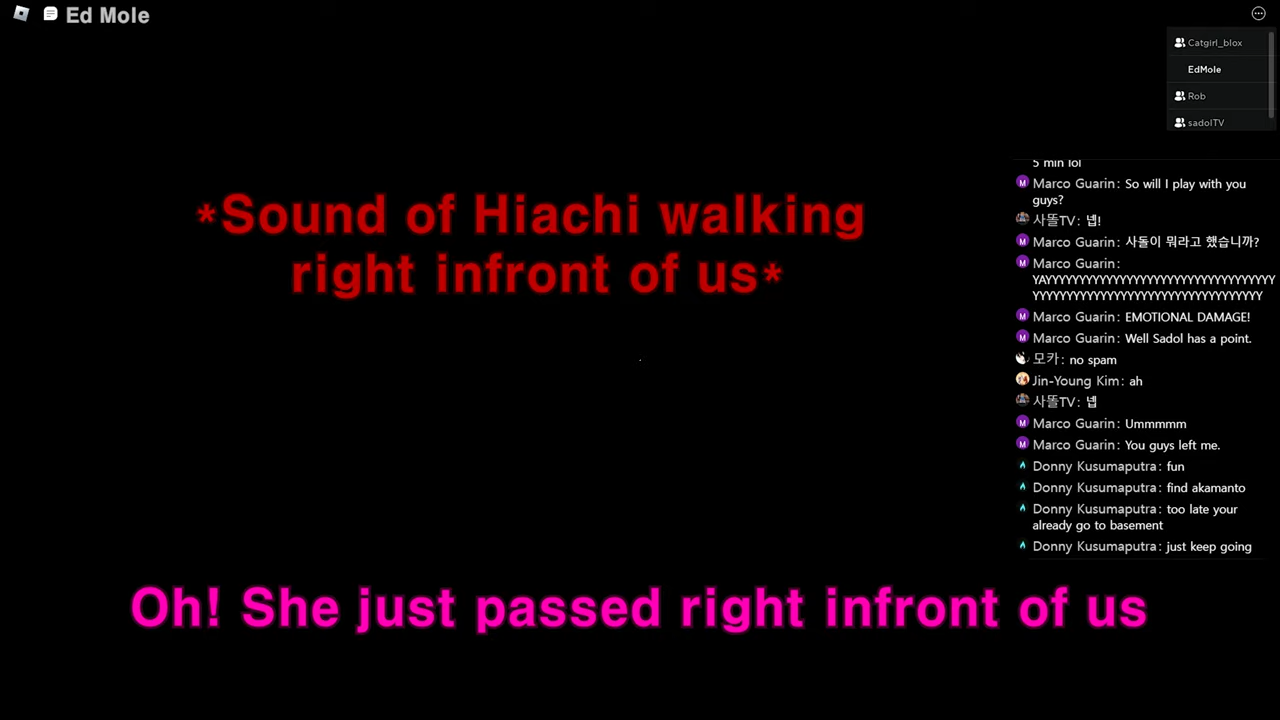 Ed Mole
Catgirl_blox
EdMole
Rob
sadolTV
5 min lol
Marco Guarin: So will I play with you
guys?
사똘TV: 넵!
Marco Guarin: 사돌이 뭐라고 했습니까?
Marco Guarin:
YAYYYYYYYYYYYYYYYYYYYYYYYYYYYYYYYYYY
YYYYYYYYYYYYYYYYYYYYYYYYYYYYYYYYYY
Marco Guarin: EMOTIONAL DAMAGE!
Marco Guarin: Well Sadol has a point.
모카: no spam
Jin-Young Kim: ah
사똘TV: 넵
Marco Guarin: Ummmmm
Marco Guarin: You guys left me.
Donny Kusumaputra: fun
Donny Kusumaputra: find akamanto
Donny Kusumaputra: too late your
already go to basement
Donny Kusumaputra: just keep going
*Sound of Hiachi walking
right infront of us*
Oh! She just passed right infront of us